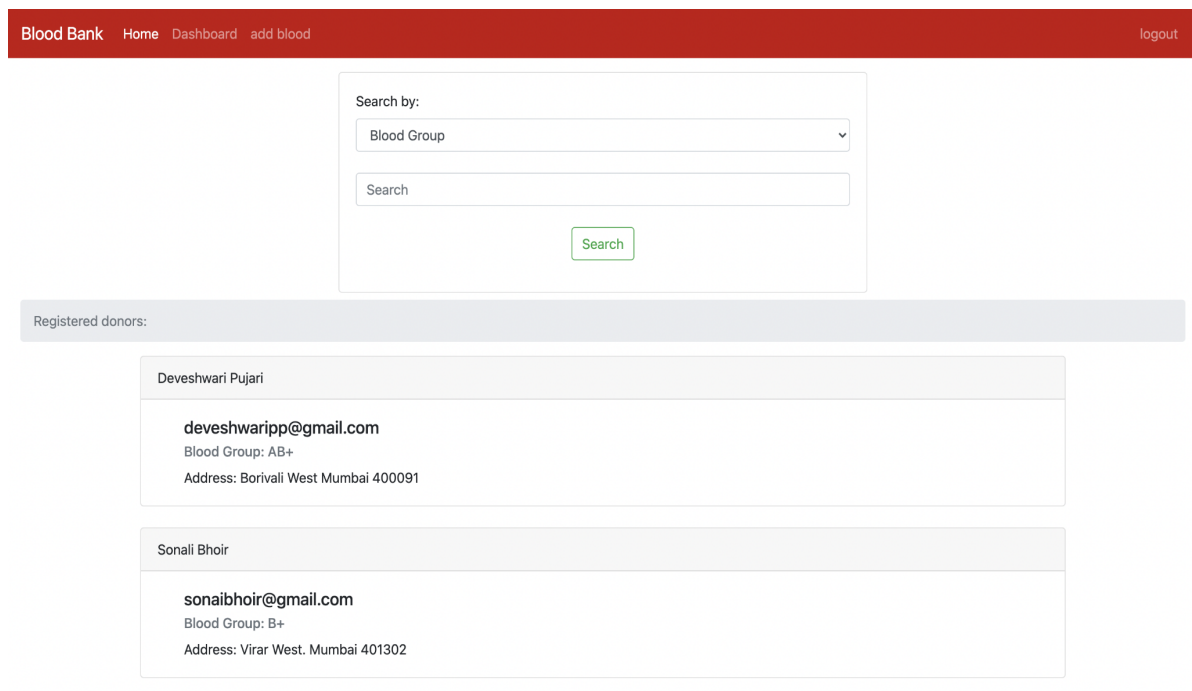 Blood Bank Home Dashboard add blood logout
Search by:
Blood Group
Search
Search
Registered donors:
Deveshwari Pujari
deveshwaripp@gmail.com
Blood Group: AB+
Address: Borivali West Mumbai 400091
Sonali Bhoir
sonaibhoir@gmail.com
Blood Group: B+
Address: Virar West. Mumbai 401302